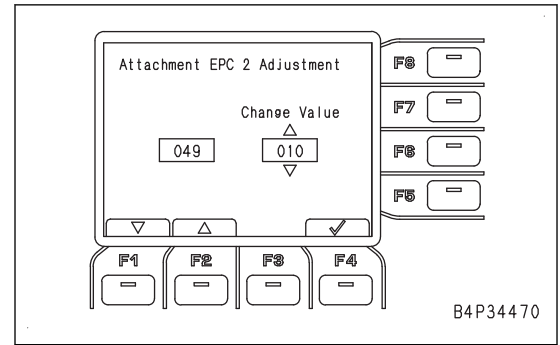 Attachment EPC 2 Adjustment
Change Value
049 010
F8
F7
F6
F5
F1 F2 F3 F4
B4P34470